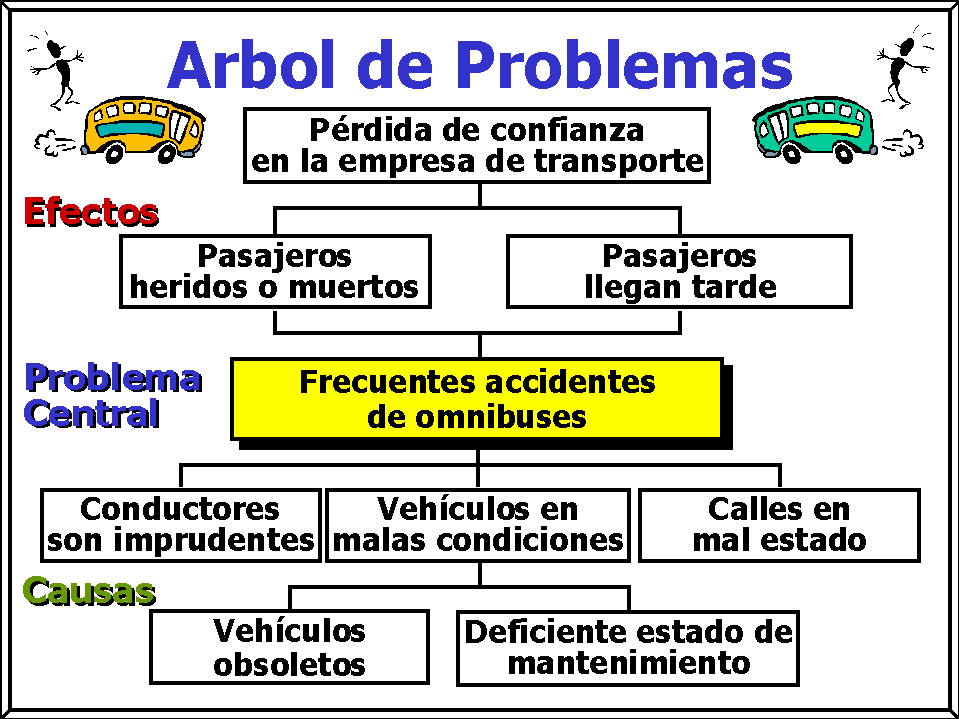 Arbol de Problemas
Pérdida de confianza
en la empresa de transporte
Efectos
Pasajeros
heridos o muertos
Pasajeros
llegan tarde
Problema
Central
Frecuentes accidentes
de omnibuses
Conductores
son imprudentes
Vehículos en
malas condiciones
Calles en
mal estado
Causas
Vehículos
obsoletos
Deficiente estado de
mantenimiento